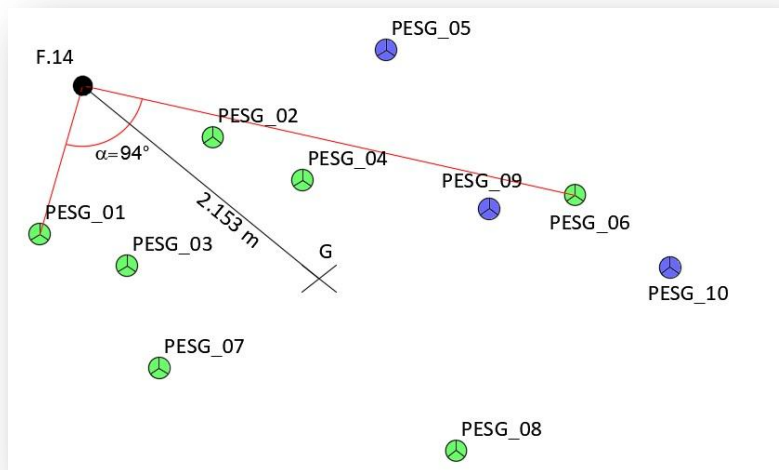 PESG_05
F.14
PESG_02
α=94°
PESG_04
PESG_09
2.153 m
PESG_01
PESG_06
PESG_03
G
PESG_10
PESG_07
PESG_08